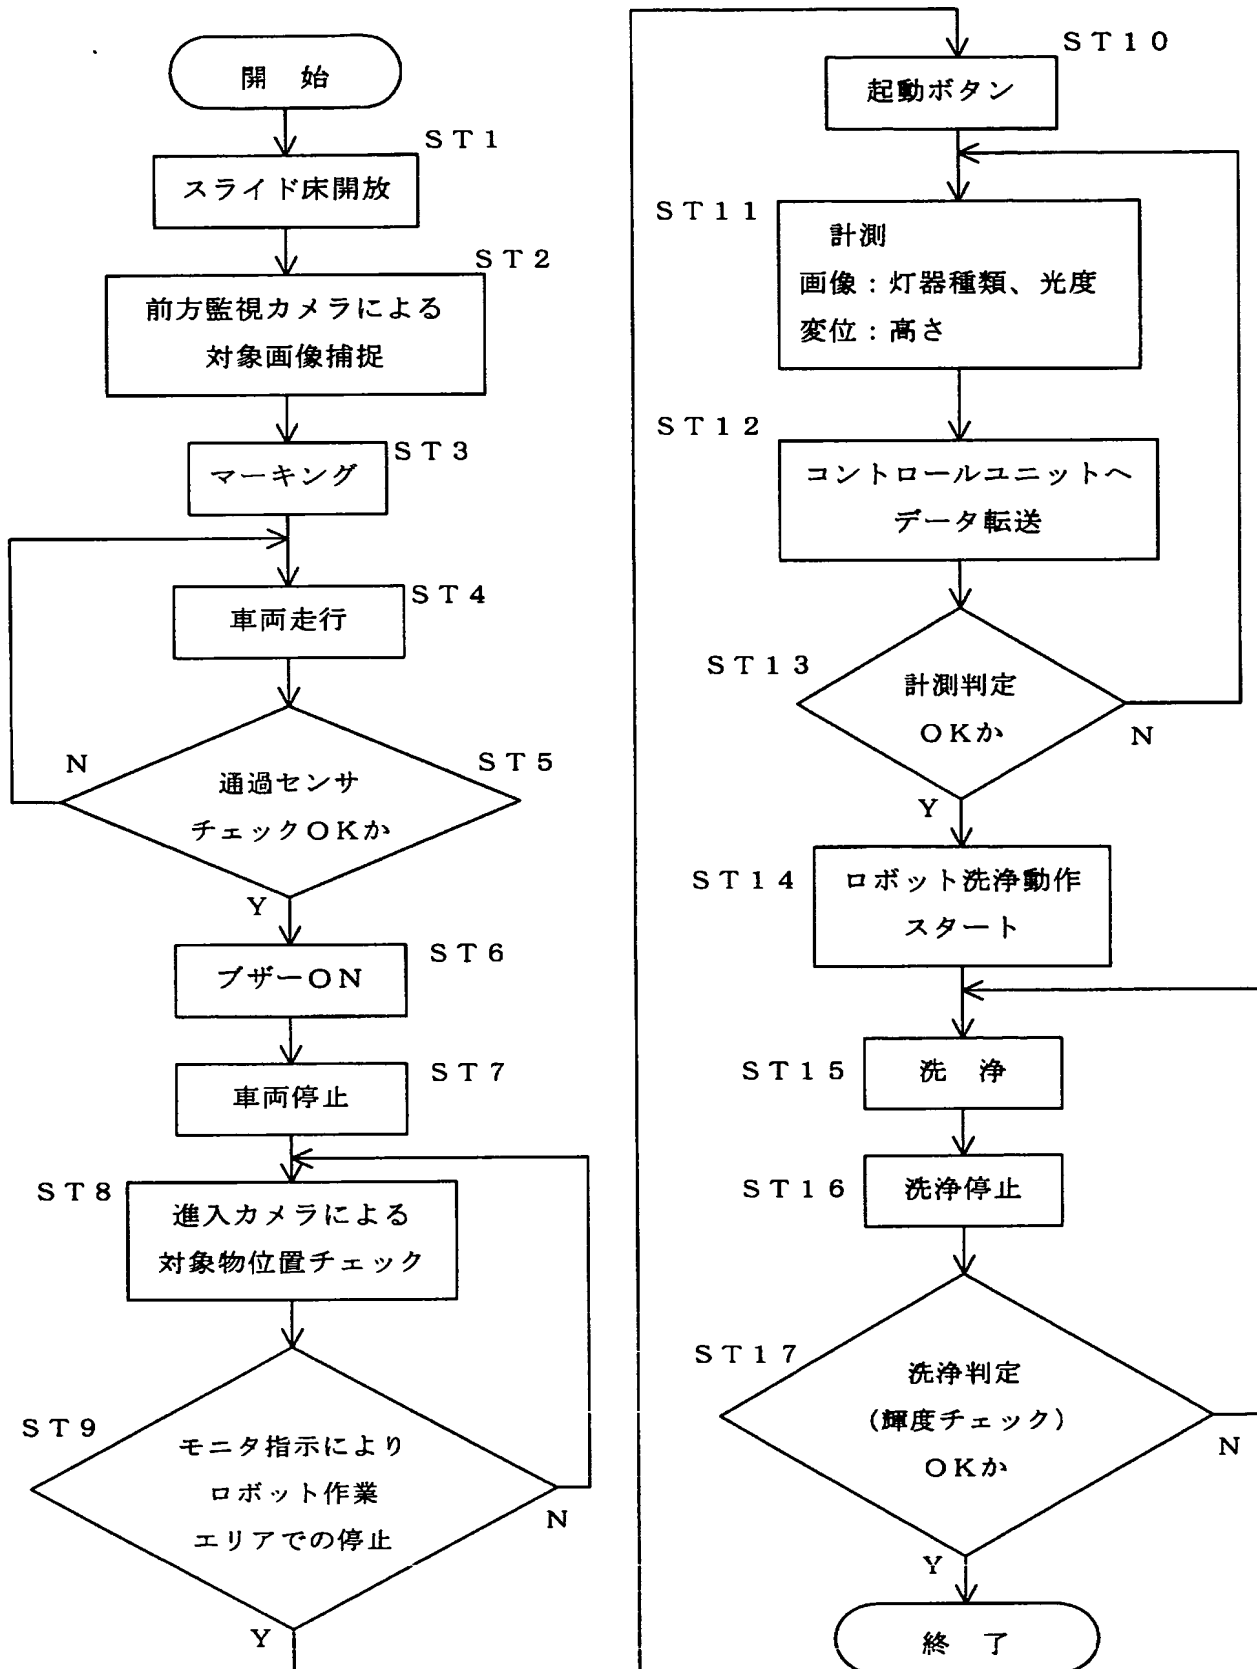 開　始
ＳＴ１
スライド床開放
ＳＴ２
前方監視カメラによる
対象画像捕捉
ＳＴ３
マーキング
ＳＴ４
車両走行
ＳＴ５
通過センサ
チェックＯＫか
Ｎ
Ｙ
ＳＴ６
ブザーＯＮ
ＳＴ７
車両停止
ＳＴ８
進入カメラによる
対象物位置チェック
ＳＴ９
モニタ指示により
ロボット作業
エリアでの停止
Ｎ
Ｙ
ＳＴ１０
起動ボタン
ＳＴ１１
計測
画像：灯器種類、光度
変位：高さ
ＳＴ１２
コントロールユニットへ
データ転送
ＳＴ１３
計測判定
ＯＫか
Ｎ
Ｙ
ＳＴ１４
ロボット洗浄動作
スタート
ＳＴ１５
洗　浄
ＳＴ１６
洗浄停止
ＳＴ１７
洗浄判定
（輝度チェック）
ＯＫか
Ｎ
Ｙ
終　了